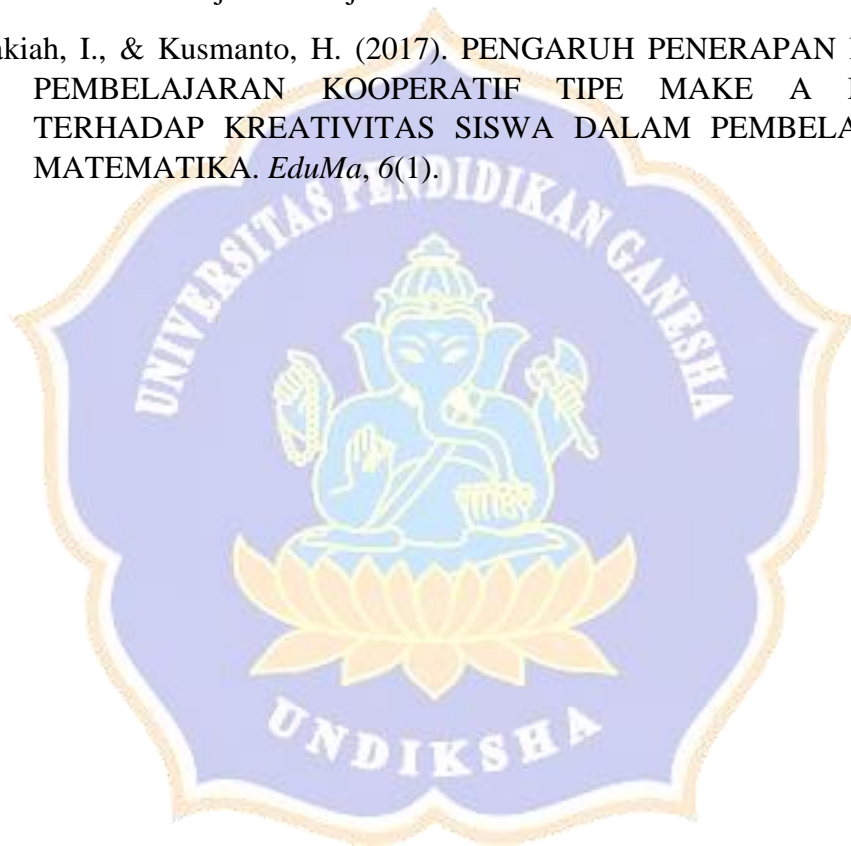 akiah, I., & Kusmanto, H. (2017). PENGARUH PENERAPAN
PEMBELAJARAN KOOPERATIF TIPE MAKE A
TERHADAP KREATIVITAS SISWA DALAM PEMBELA
MATEMATIKA. EduMa, 6(1).
UNIVERSITAS PENDIDIKAN GANESHA
UNDIKSHA